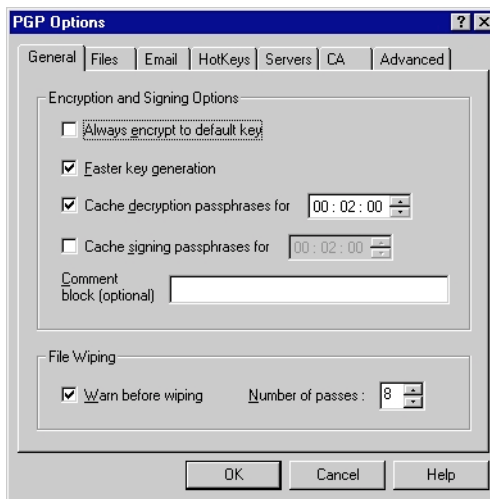 PGP Options
General Files Email HotKeys Servers CA Advanced
Encryption and Signing Options
Always encrypt to default key
Faster key generation
Cache decryption passphrases for 00 : 02 : 00
Cache signing passphrases for 00 : 02 : 00
Comment
block (optional)
File Wiping
Warn before wiping Number of passes : 8
OK Cancel Help